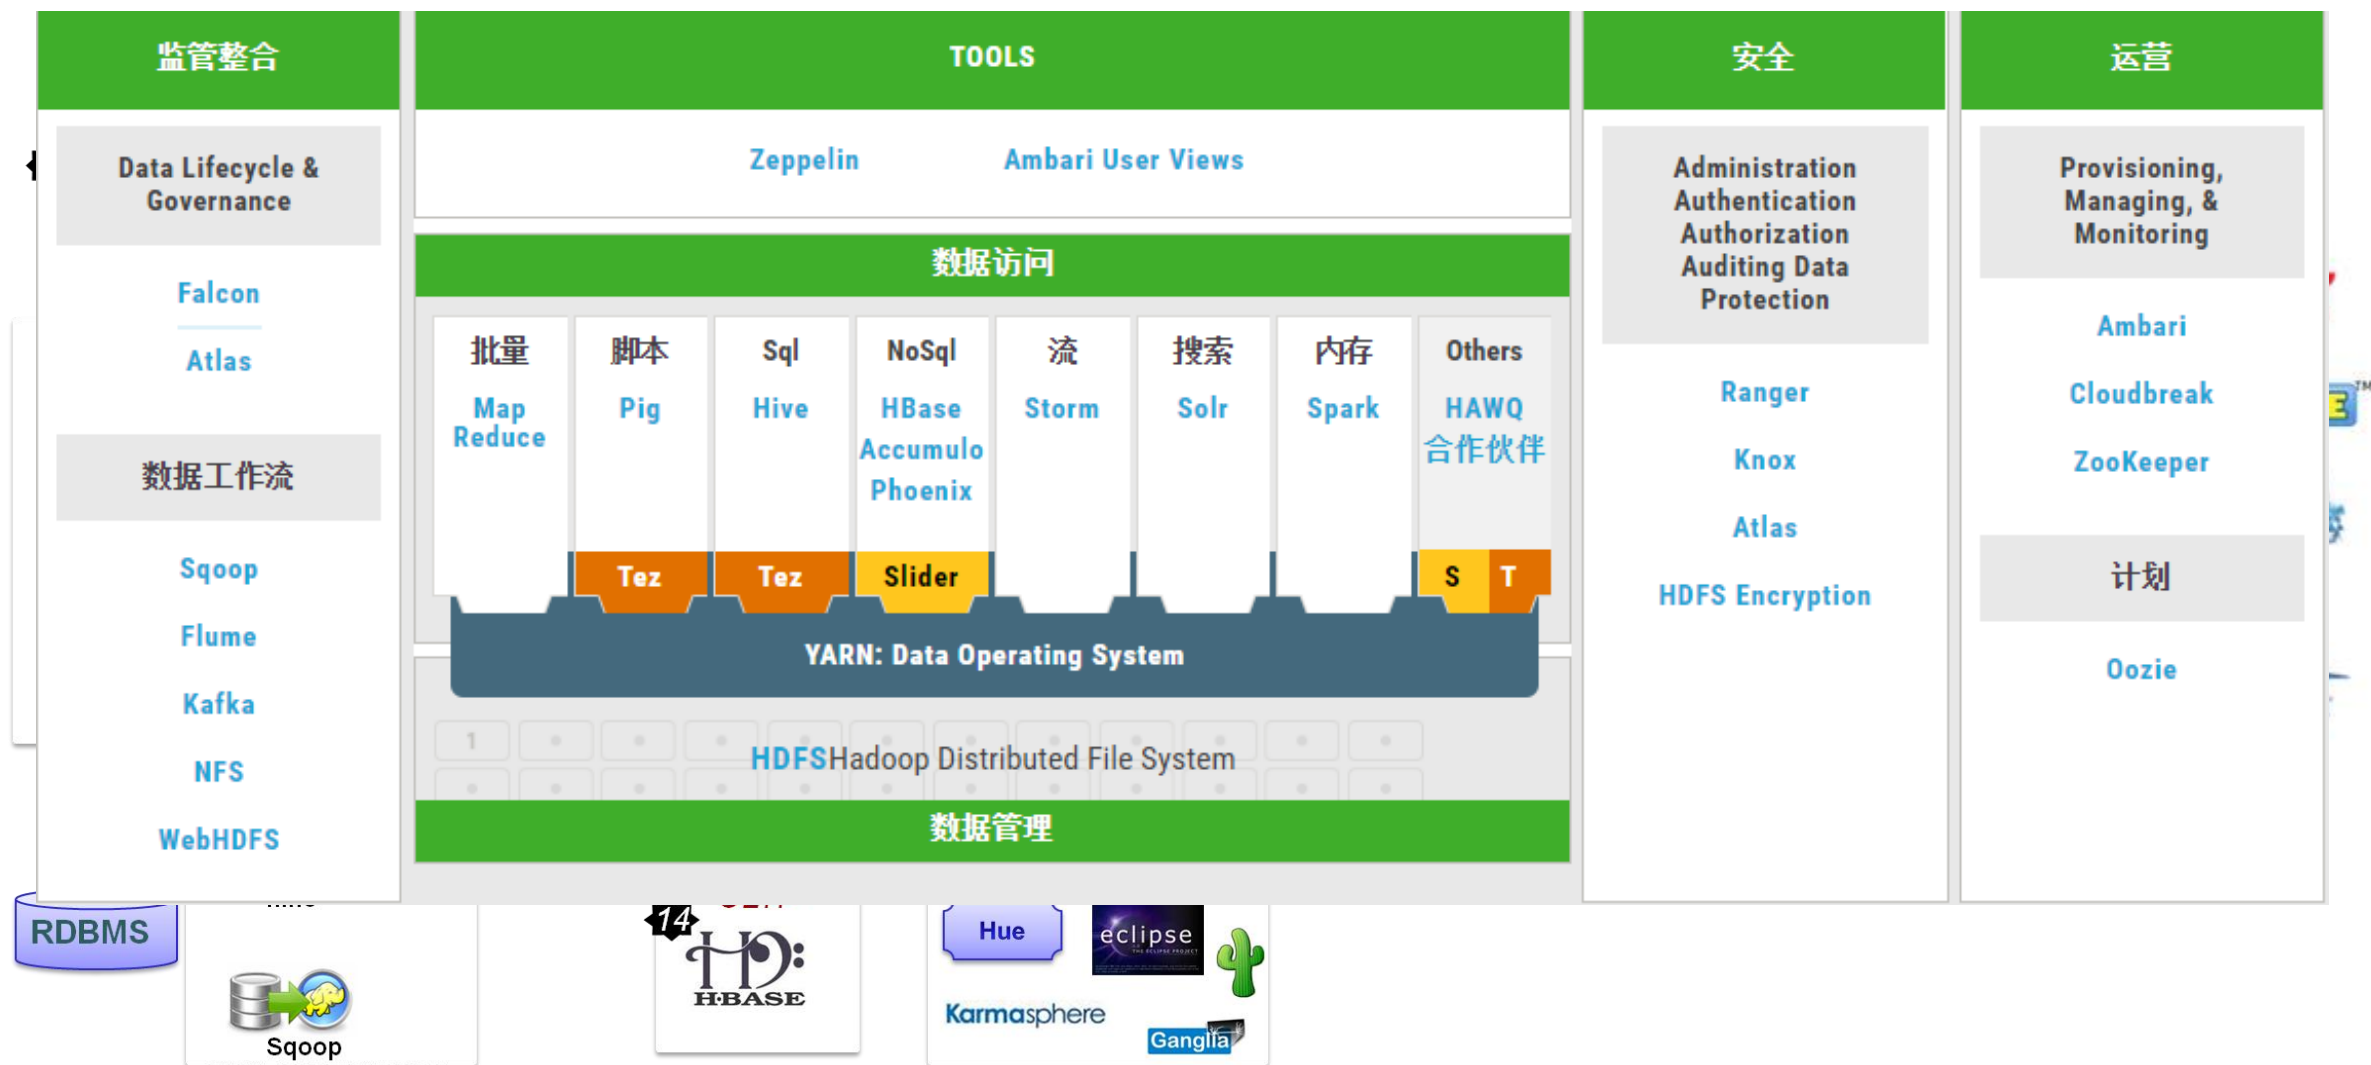 监管整合
Data Lifecycle &
Governance
Falcon
Atlas
数据工作流
Sqoop
Flume
Kafka
NFS
WebHDFS
TOOLS
Zeppelin
Ambari User Views
数据访问
批量
Map
Reduce
脚本
Pig
Tez
Sql
Hive
Tez
NoSql
HBase
Accumulo
Phoenix
Slider
流
Storm
搜索
Solr
内存
Spark
Others
HAWQ
合作伙伴
S
T
YARN: Data Operating System
1
HDFSHadoop Distributed File System
数据管理
安全
Administration
Authentication
Authorization
Auditing Data
Protection
Ranger
Knox
Atlas
HDFS Encryption
运营
Provisioning,
Managing, &
Monitoring
Ambari
Cloudbreak
ZooKeeper
计划
Oozie
E
TM
RDBMS
Sqoop
14
H·BASE
Hue
eclipse
Karmasphere
Ganglia